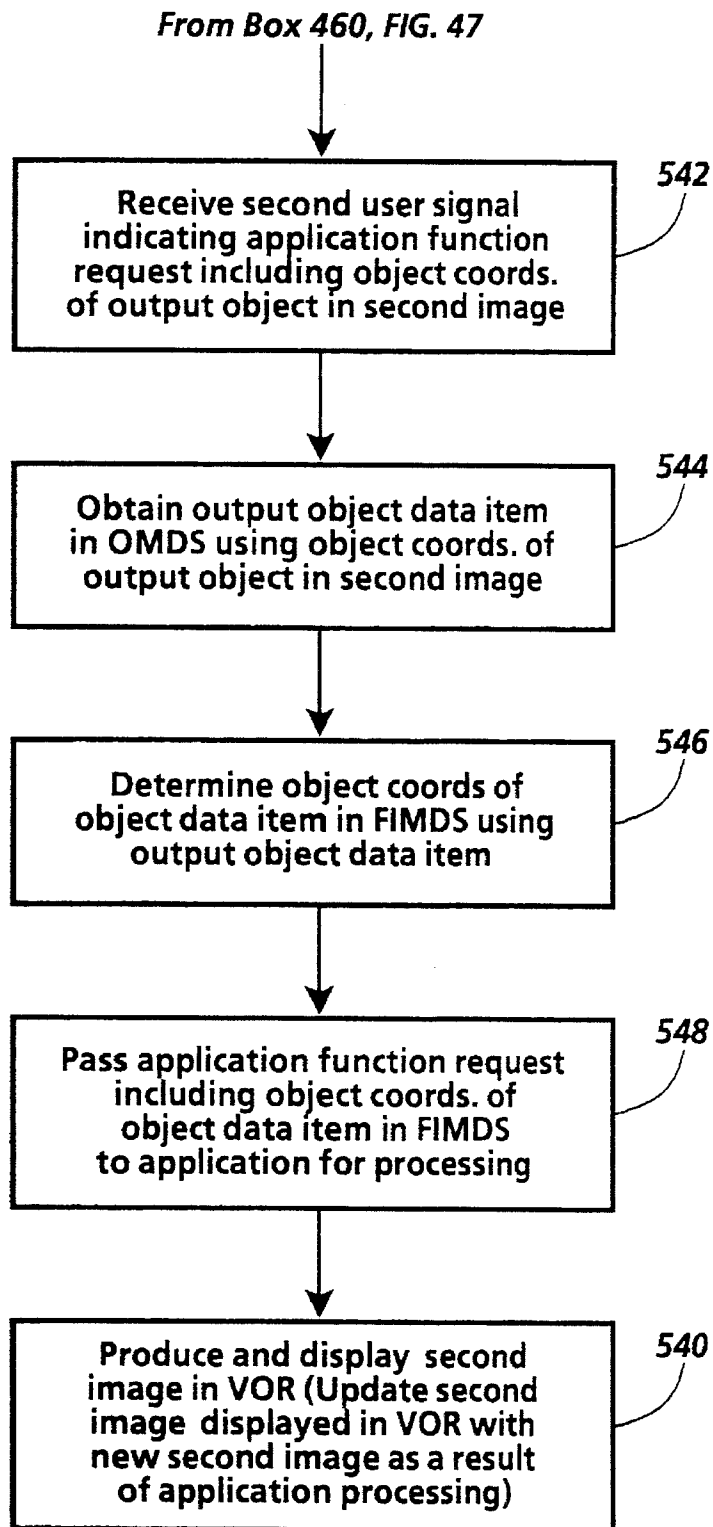 From Box 460, FIG. 47
542
Receive second user signal
indicating application function
request including object coords.
of output object in second image
544
Obtain output object data item
in OMDS using object coords. of
output object in second image
546
Determine object coords of
object data item in FIMDS using
output object data item
548
Pass application function request
including object coords. of
object data item in FIMDS
to application for processing
540
Produce and display second
image in VOR (Update second
image displayed in VOR with
new second image as a result
of application processing)